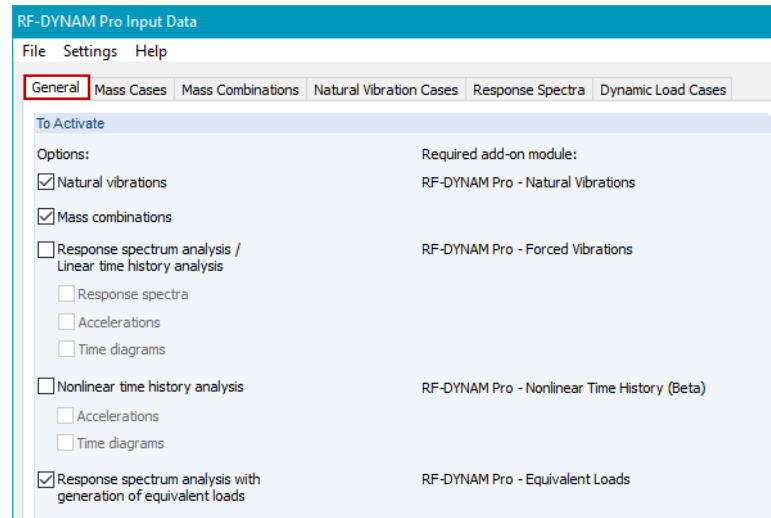 RF-DYNAM Pro Input Data
File Settings Help
General Mass Cases Mass Combinations Natural Vibration Cases Response Spectra Dynamic Load Cases
To Activate
Options: Required add-on module:
Natural vibrations RF-DYNAM Pro - Natural Vibrations
Mass combinations
Response spectrum analysis / RF-DYNAM Pro - Forced Vibrations
Linear time history analysis
Response spectra
Accelerations
Time diagrams
Nonlinear time history analysis RF-DYNAM Pro - Nonlinear Time History (Beta)
Accelerations
Time diagrams
Response spectrum analysis with RF-DYNAM Pro - Equivalent Loads
generation of equivalent loads